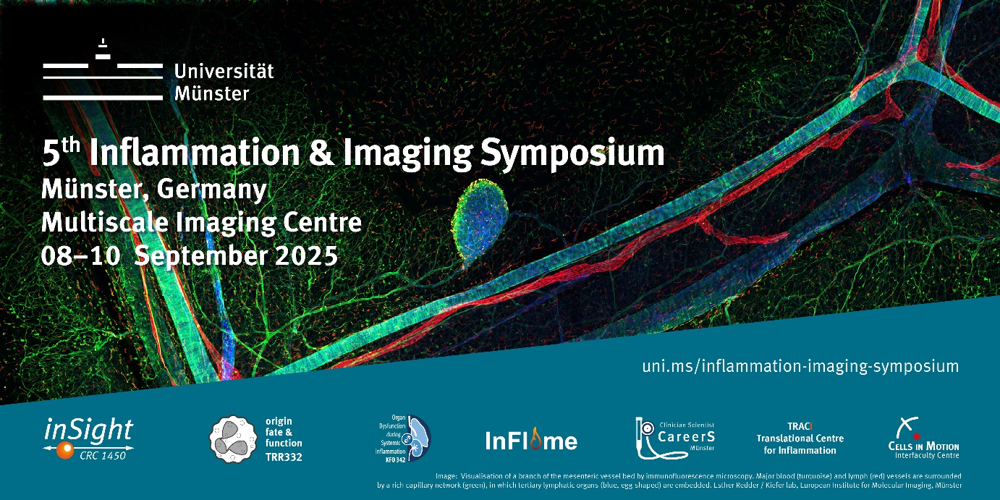 Universität
Münster
5th Inflammation & Imaging Symposium
Münster, Germany
Multiscale Imaging Centre
08–10 September 2025
uni.ms/inflammation-imaging-symposium
inSight
CRC 1450
origin
fate &
function
TRR332
Organ
Dysfunction
during
Systemic
Inflammation
KFO 342
InFlame
Clinician Scientist
CareerS
Münster
TRACI
Translational Centre
for Inflammation
CELLS IN MOTION
Interfaculty Centre
Image: Visualisation of a branch of the mesenteric vessel bed by immunofluorescence microscopy. Major blood (turquoise) and lymph (red) vessels are surrounded
by a rich capillary network (green), in which tertiary lymphatic organs (blue, egg shaped) are embedded. Esther Redder / Kiefer lab, European Institute for Molecular Imaging, Münster